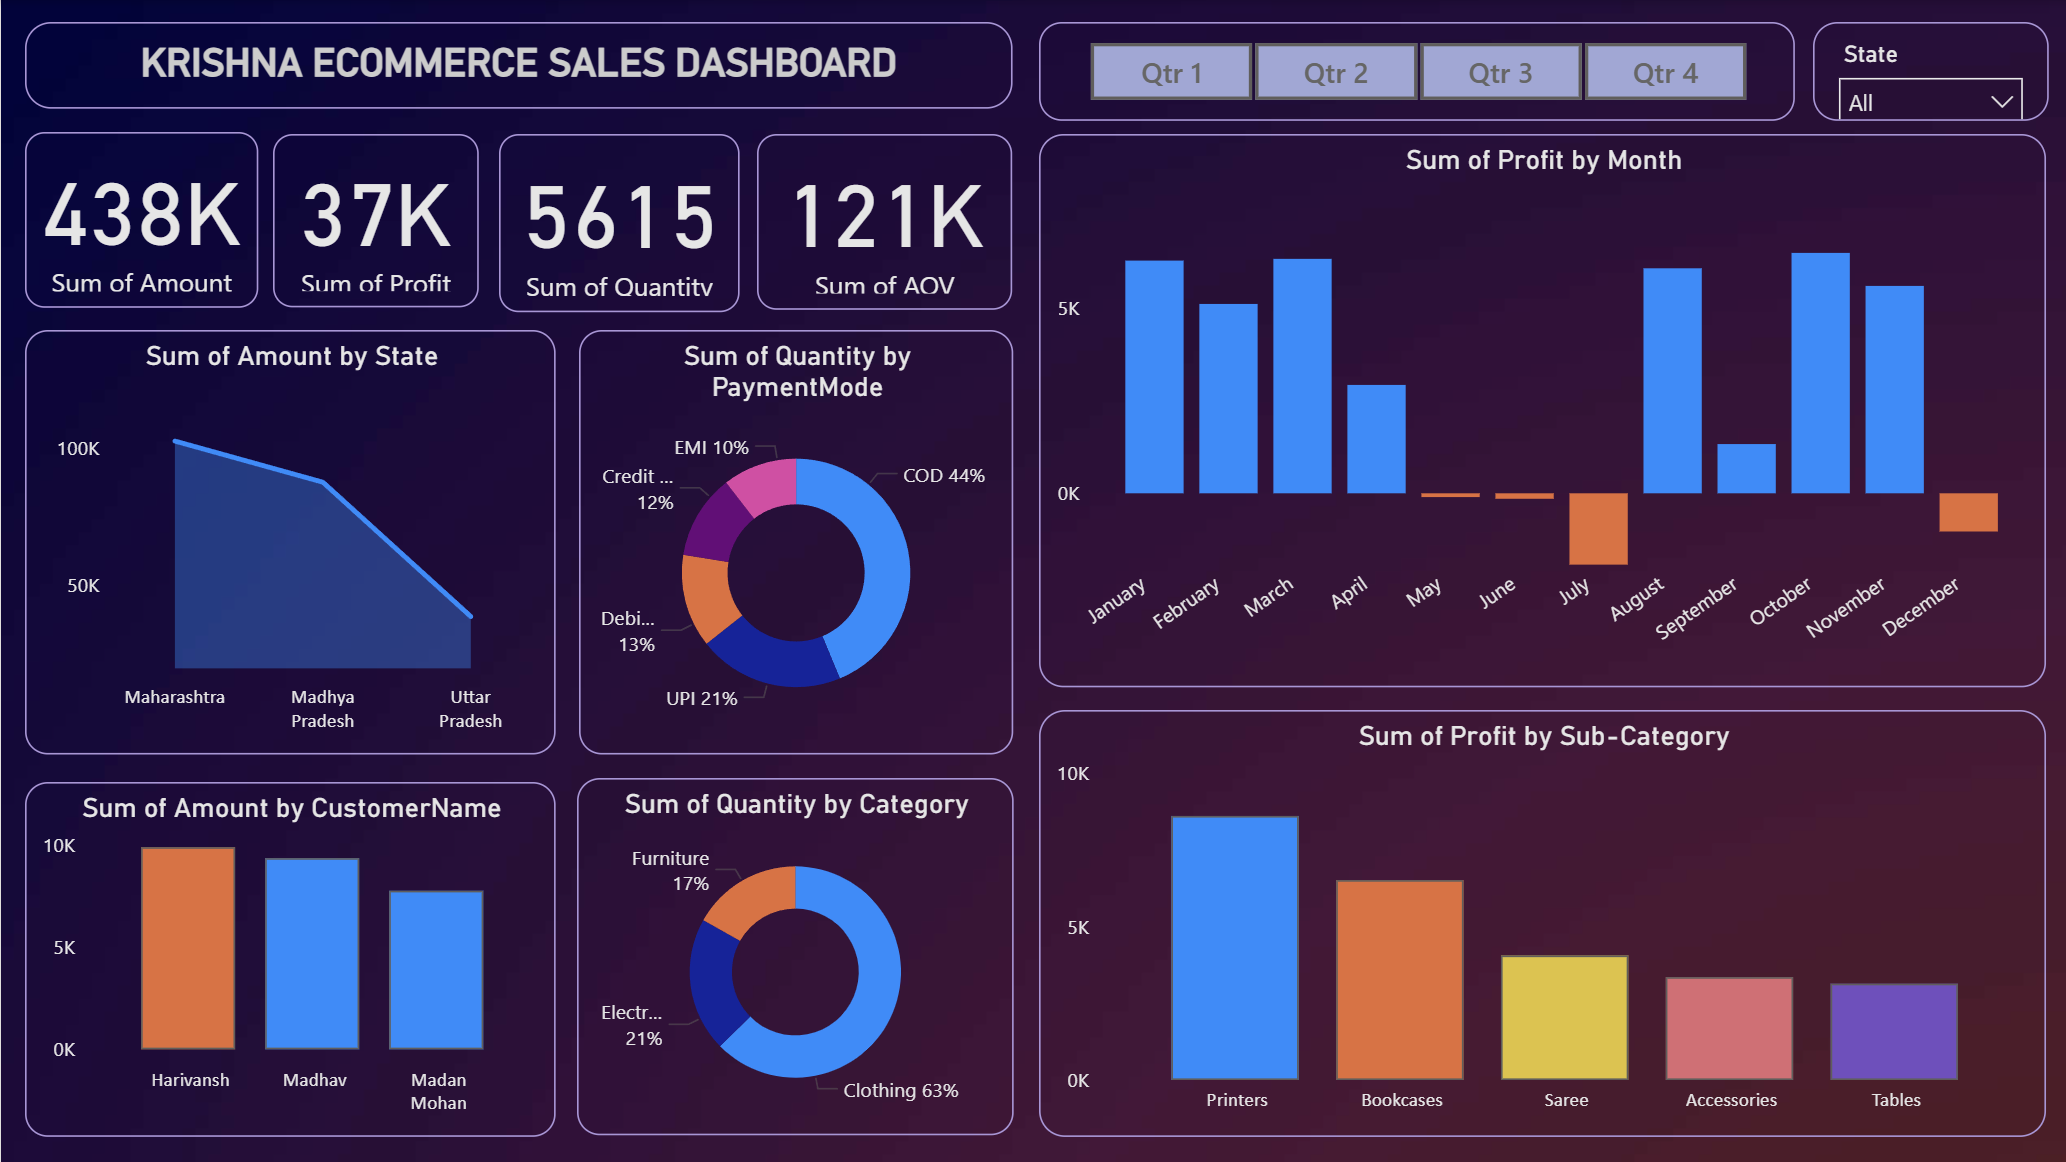 KRISHNA ECOMMERCE SALES DASHBOARD
Qtr 1
Qtr 2
Qtr 3
Qtr 4
State
All
438K
Sum of Amount
37K
Sum of Profit
5615
Sum of Quantity
121K
Sum of AOV
Sum of Profit by Month
5K
0K
January
February
March
April
May
June
July
August
September
October
November
December
Sum of Amount by State
100K
50K
Maharashtra
Madhya
Pradesh
Uttar
Pradesh
Sum of Quantity by
PaymentMode
EMI 10%
COD 44%
Credit ...
12%
Debi...
13%
UPI 21%
Sum of Amount by CustomerName
10K
5K
0K
Harivansh
Madhav
Madan
Mohan
Sum of Quantity by Category
Furniture
17%
Electr...
21%
Clothing 63%
Sum of Profit by Sub-Category
10K
5K
0K
Printers
Bookcases
Saree
Accessories
Tables